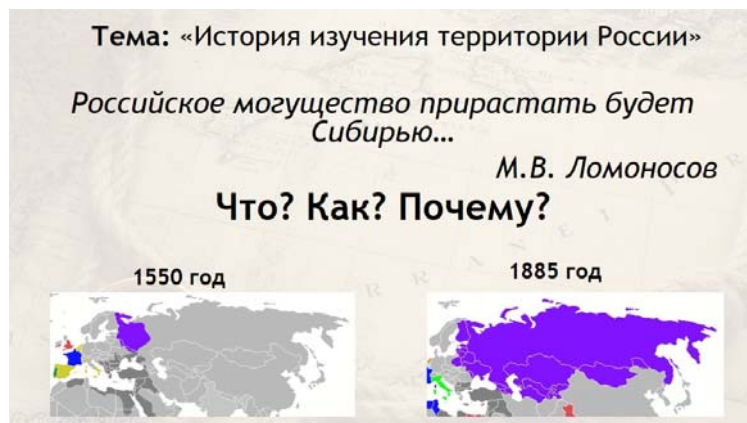 Тема: «История изучения территории России»
Российское могущество прирастать будет
Сибирью…
М.В. Ломоносов
Что? Как? Почему?
1550 год
1885 год